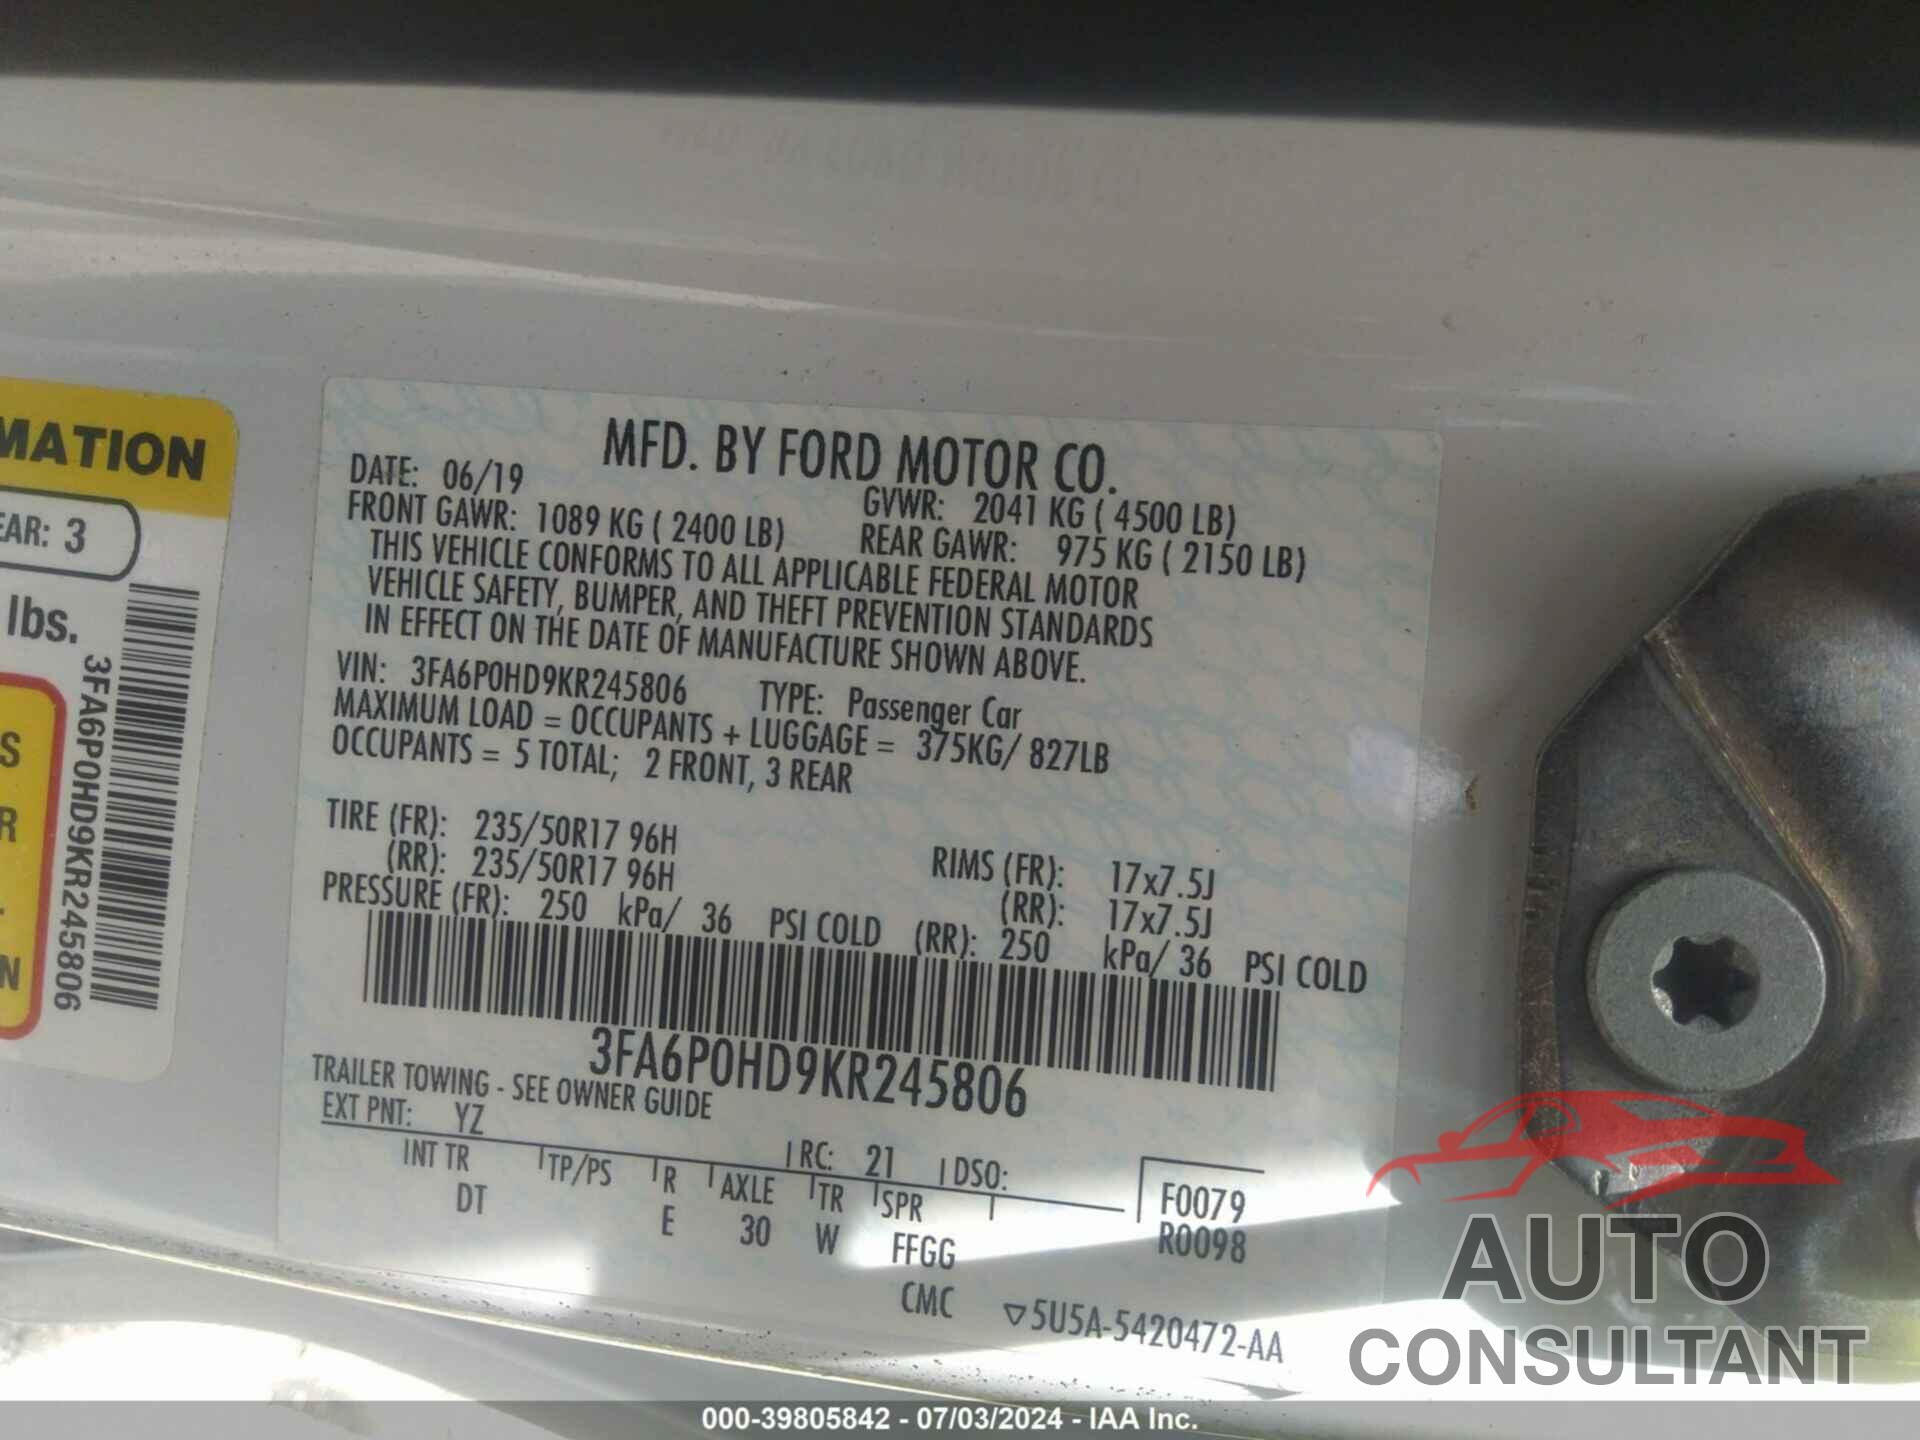 MATION
EAR: 3
lbs.
3FA6P0HD9KR245806
S
R
N
MFD. BY FORD MOTOR CO.
DATE: 06/19 GVWR: 2041 KG ( 4500 LB)
FRONT GAWR: 1089 KG ( 2400 LB) REAR GAWR: 975 KG ( 2150 LB)
THIS VEHICLE CONFORMS TO ALL APPLICABLE FEDERAL MOTOR
VEHICLE SAFETY, BUMPER, AND THEFT PREVENTION STANDARDS
IN EFFECT ON THE DATE OF MANUFACTURE SHOWN ABOVE.
VIN: 3FA6P0HD9KR245806 TYPE: Passenger Car
MAXIMUM LOAD = OCCUPANTS + LUGGAGE = 375KG/ 827LB
OCCUPANTS = 5 TOTAL; 2 FRONT, 3 REAR
TIRE (FR): 235/50R17 96H RIMS (FR): 17x7.5J
(RR): 235/50R17 96H (RR): 17x7.5J
PRESSURE (FR): 250 kPa/ 36 PSI COLD (RR): 250 kPa/ 36 PSI COLD
3FA6P0HD9KR245806
TRAILER TOWING - SEE OWNER GUIDE
EXT PNT: YZ RC: 21 DSO:
INT TR TP/PS R AXLE TR SPR F0079
DT E 30 W FFGG R0098
CMC
▽5U5A-5420472-AA
AUTO
CONSULTANT
000-39805842 - 07/03/2024 - IAA Inc.